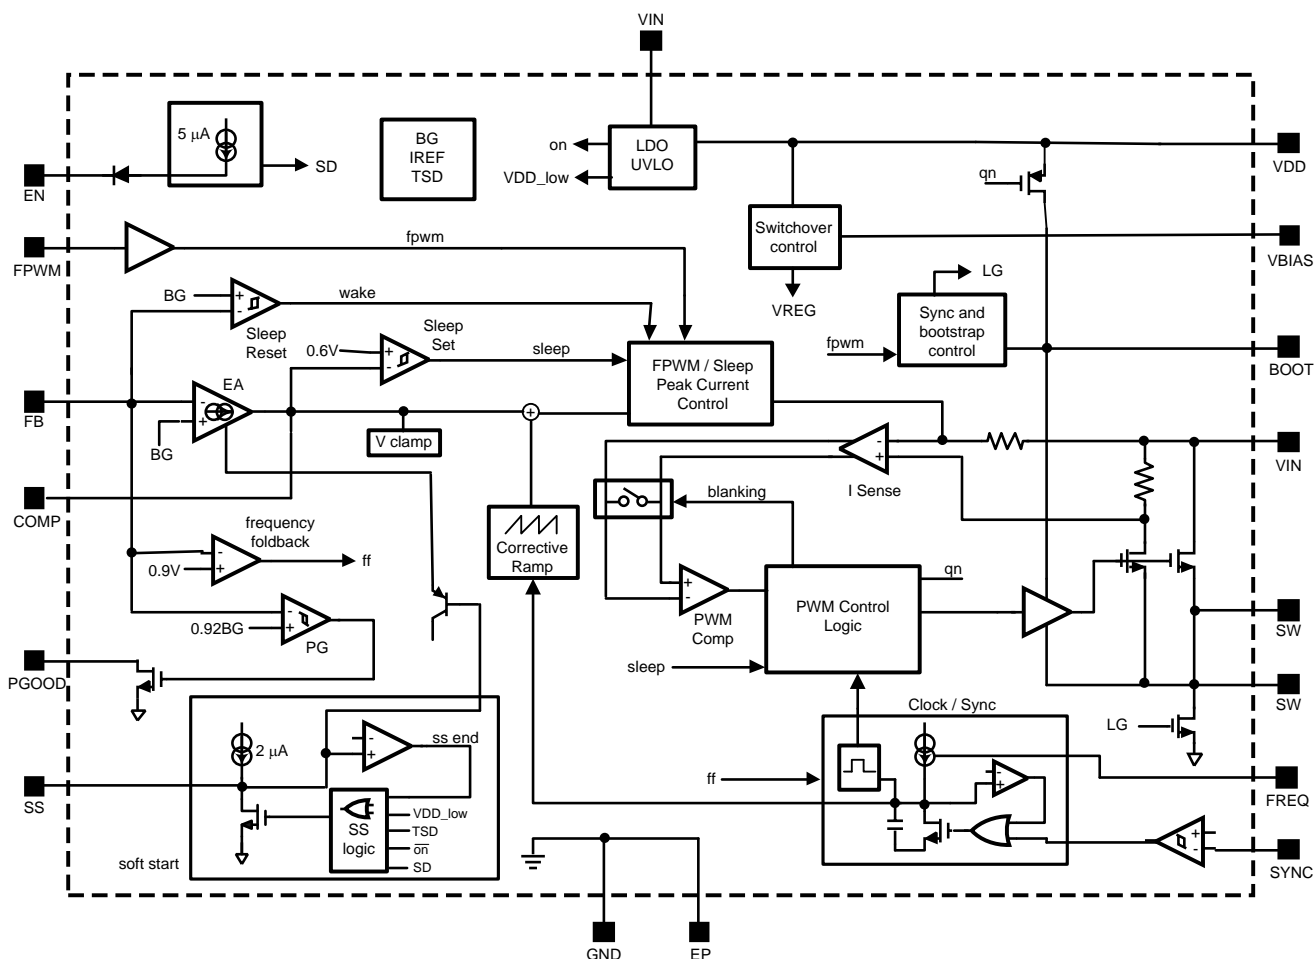 VIN
5 µA
SD
EN
BG
IREF
TSD
on
VDD_low
LDO
UVLO
VDD
qn
FPWM
fpwm
Switchover
control
VBIAS
VREG
LG
BG
+
-
wake
Sleep
Reset
0.6V
+
-
Sleep
Set
sleep
FPWM / Sleep
Peak Current
Control
fpwm
Sync and
bootstrap
control
BOOT
FB
EA
-
+
BG
V clamp
+
-
+
I Sense
VIN
COMP
blanking
frequency
foldback
-
+
0.9V
ff
Corrective
Ramp
+
-
PWM
Comp
PWM Control
Logic
qn
0.92BG
-
+
PG
SW
PGOOD
sleep
SW
LG
Clock / Sync
2 µA
-
+
ss end
SS
ff
-
+
FREQ
SS
logic
VDD_low
TSD
on
SD
soft start
+
-
SYNC
GND
EP